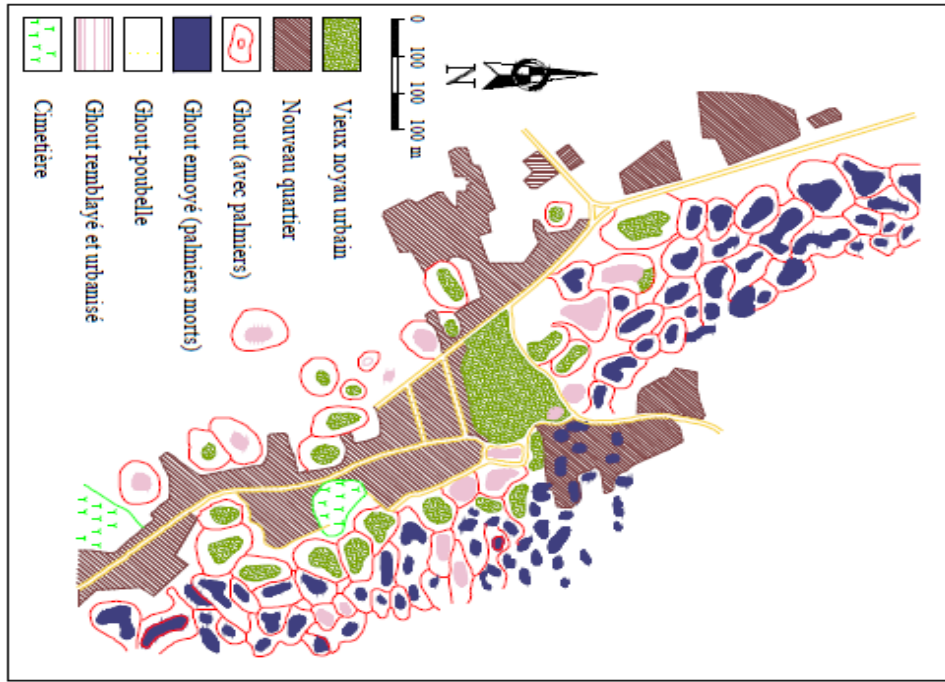 Vieux noyau urbain
Nouveau quartier
Ghout (avec palmiers)
Ghout ennoyé (palmiers morts)
Ghout-poubelle
Ghout remblayé et urbanisé
Cimetière
0 100 100 100 m
N